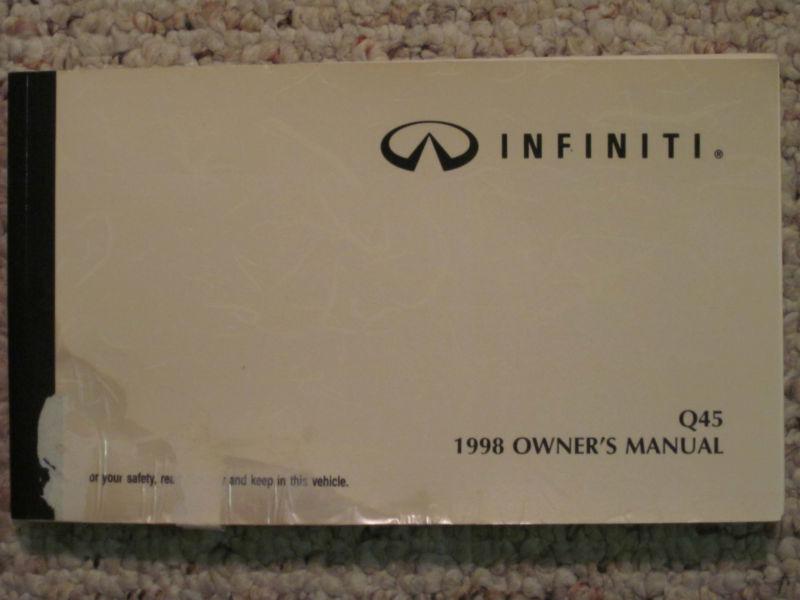 INFINITI®
Q45
1998 OWNER'S MANUAL
or your safety, and keep in this vehicle.